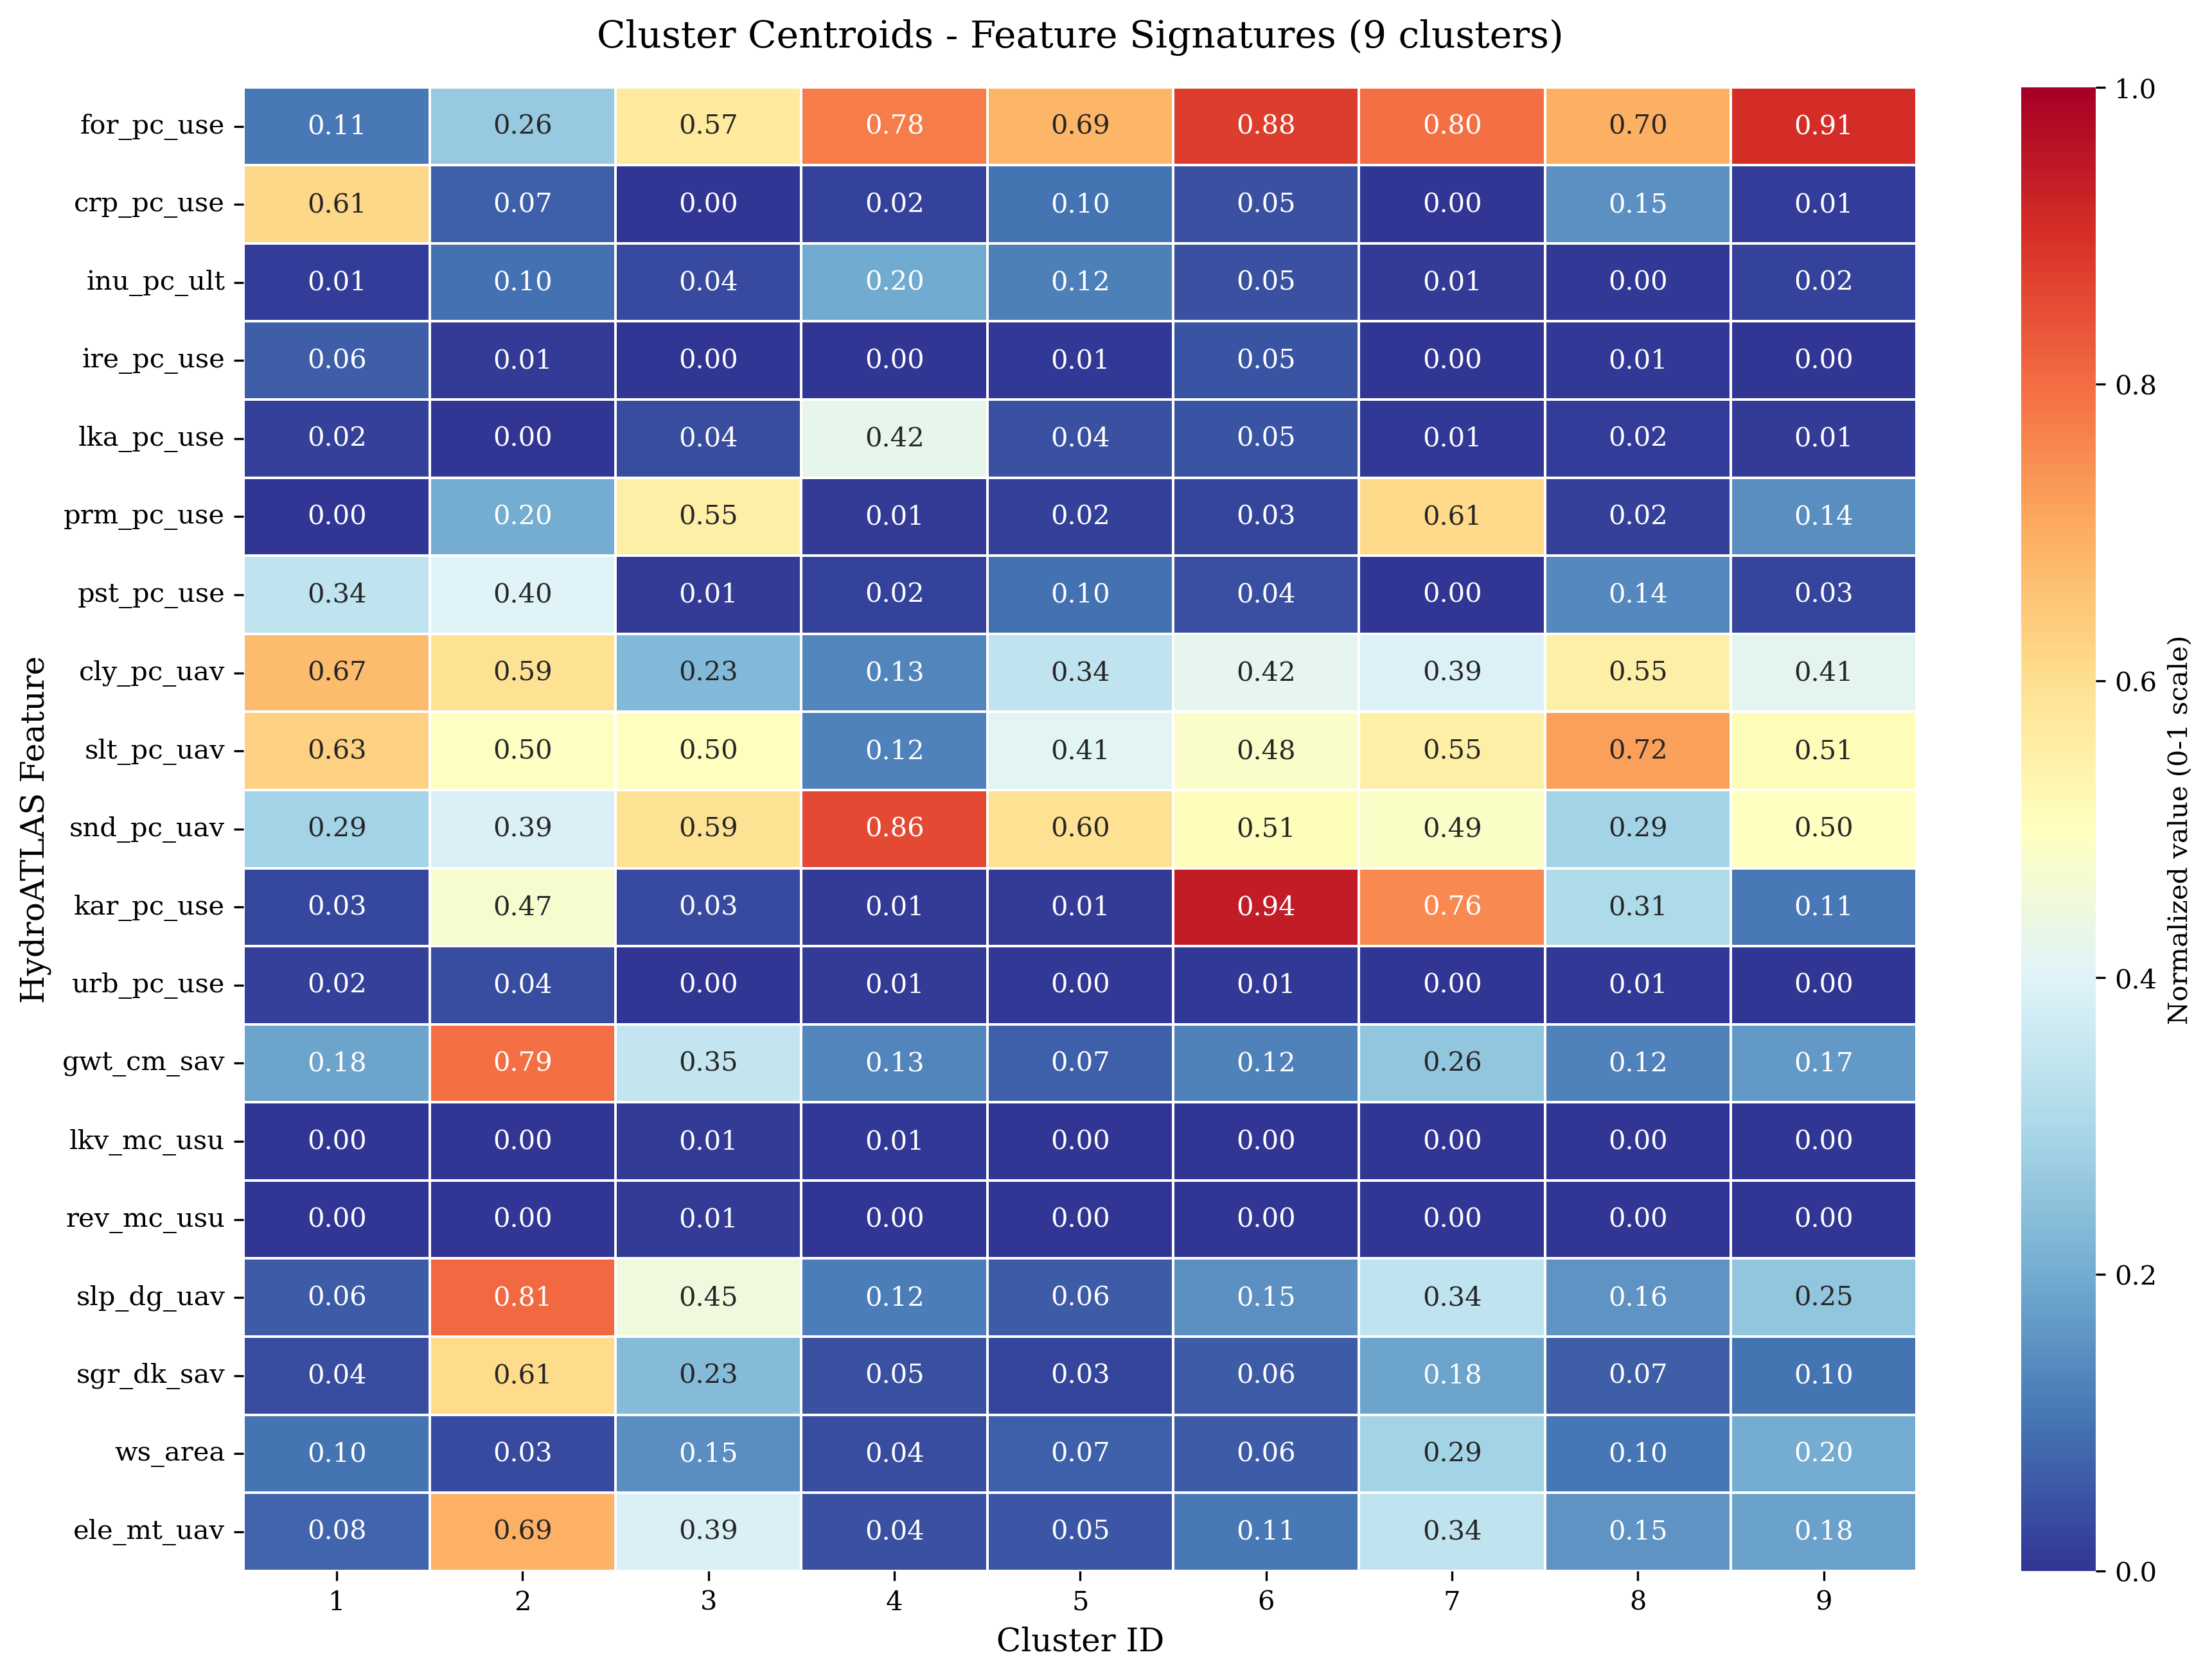 Cluster Centroids - Feature Signatures (9 clusters)
for_pc_use 0.11 0.26 0.57 0.78 0.69 0.88 0.80 0.70 0.91
crp_pc_use 0.61 0.07 0.00 0.02 0.10 0.05 0.00 0.15 0.01
inu_pc_ult 0.01 0.10 0.04 0.20 0.12 0.05 0.01 0.00 0.02
ire_pc_use 0.06 0.01 0.00 0.00 0.01 0.05 0.00 0.01 0.00
lka_pc_use 0.02 0.00 0.04 0.42 0.04 0.05 0.01 0.02 0.01
prm_pc_use 0.00 0.20 0.55 0.01 0.02 0.03 0.61 0.02 0.14
pst_pc_use 0.34 0.40 0.01 0.02 0.10 0.04 0.00 0.14 0.03
cly_pc_uav 0.67 0.59 0.23 0.13 0.34 0.42 0.39 0.55 0.41
slt_pc_uav 0.63 0.50 0.50 0.12 0.41 0.48 0.55 0.72 0.51
snd_pc_uav 0.29 0.39 0.59 0.86 0.60 0.51 0.49 0.29 0.50
kar_pc_use 0.03 0.47 0.03 0.01 0.01 0.94 0.76 0.31 0.11
urb_pc_use 0.02 0.04 0.00 0.01 0.00 0.01 0.00 0.01 0.00
gwt_cm_sav 0.18 0.79 0.35 0.13 0.07 0.12 0.26 0.12 0.17
lkv_mc_usu 0.00 0.00 0.01 0.01 0.00 0.00 0.00 0.00 0.00
rev_mc_usu 0.00 0.00 0.01 0.00 0.00 0.00 0.00 0.00 0.00
slp_dg_uav 0.06 0.81 0.45 0.12 0.06 0.15 0.34 0.16 0.25
sgr_dk_sav 0.04 0.61 0.23 0.05 0.03 0.06 0.18 0.07 0.10
ws_area 0.10 0.03 0.15 0.04 0.07 0.06 0.29 0.10 0.20
ele_mt_uav 0.08 0.69 0.39 0.04 0.05 0.11 0.34 0.15 0.18
1 2 3 4 5 6 7 8 9
Cluster ID
HydroATLAS Feature
1.0
0.8
0.6
0.4
0.2
0.0
Normalized value (0-1 scale)